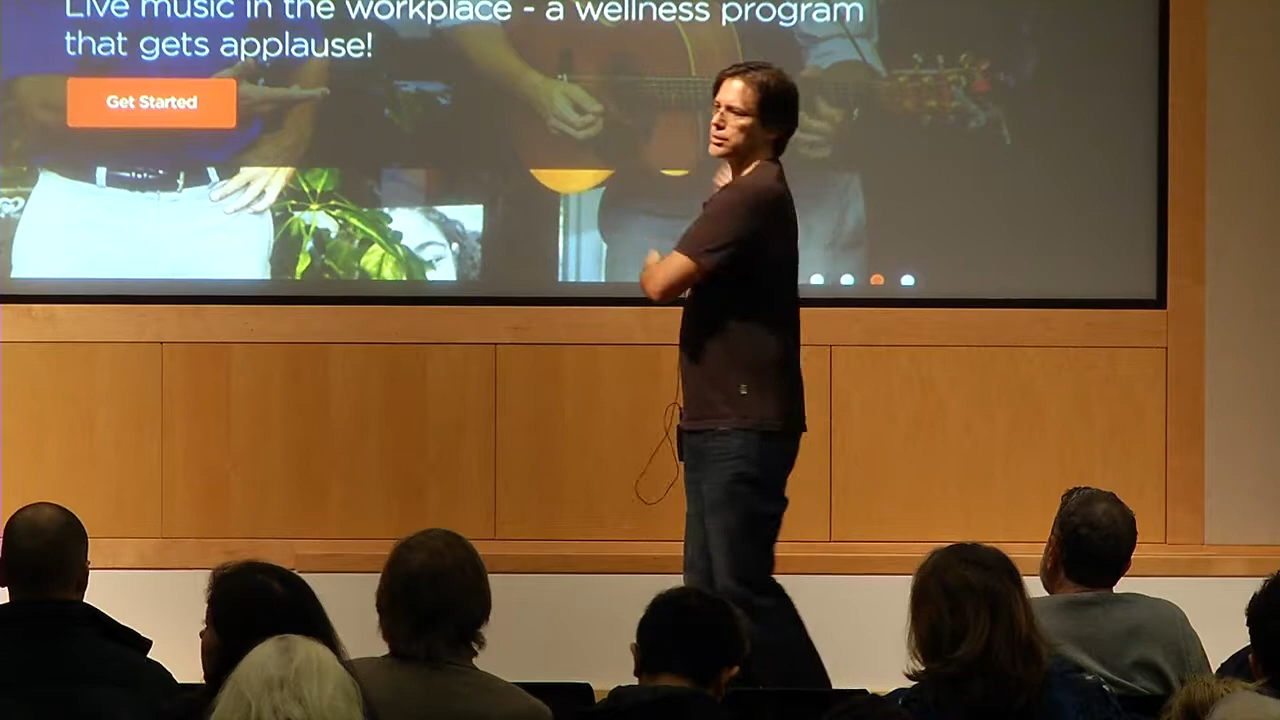 Live music in the workplace - a wellness program
that gets applause!
Get Started